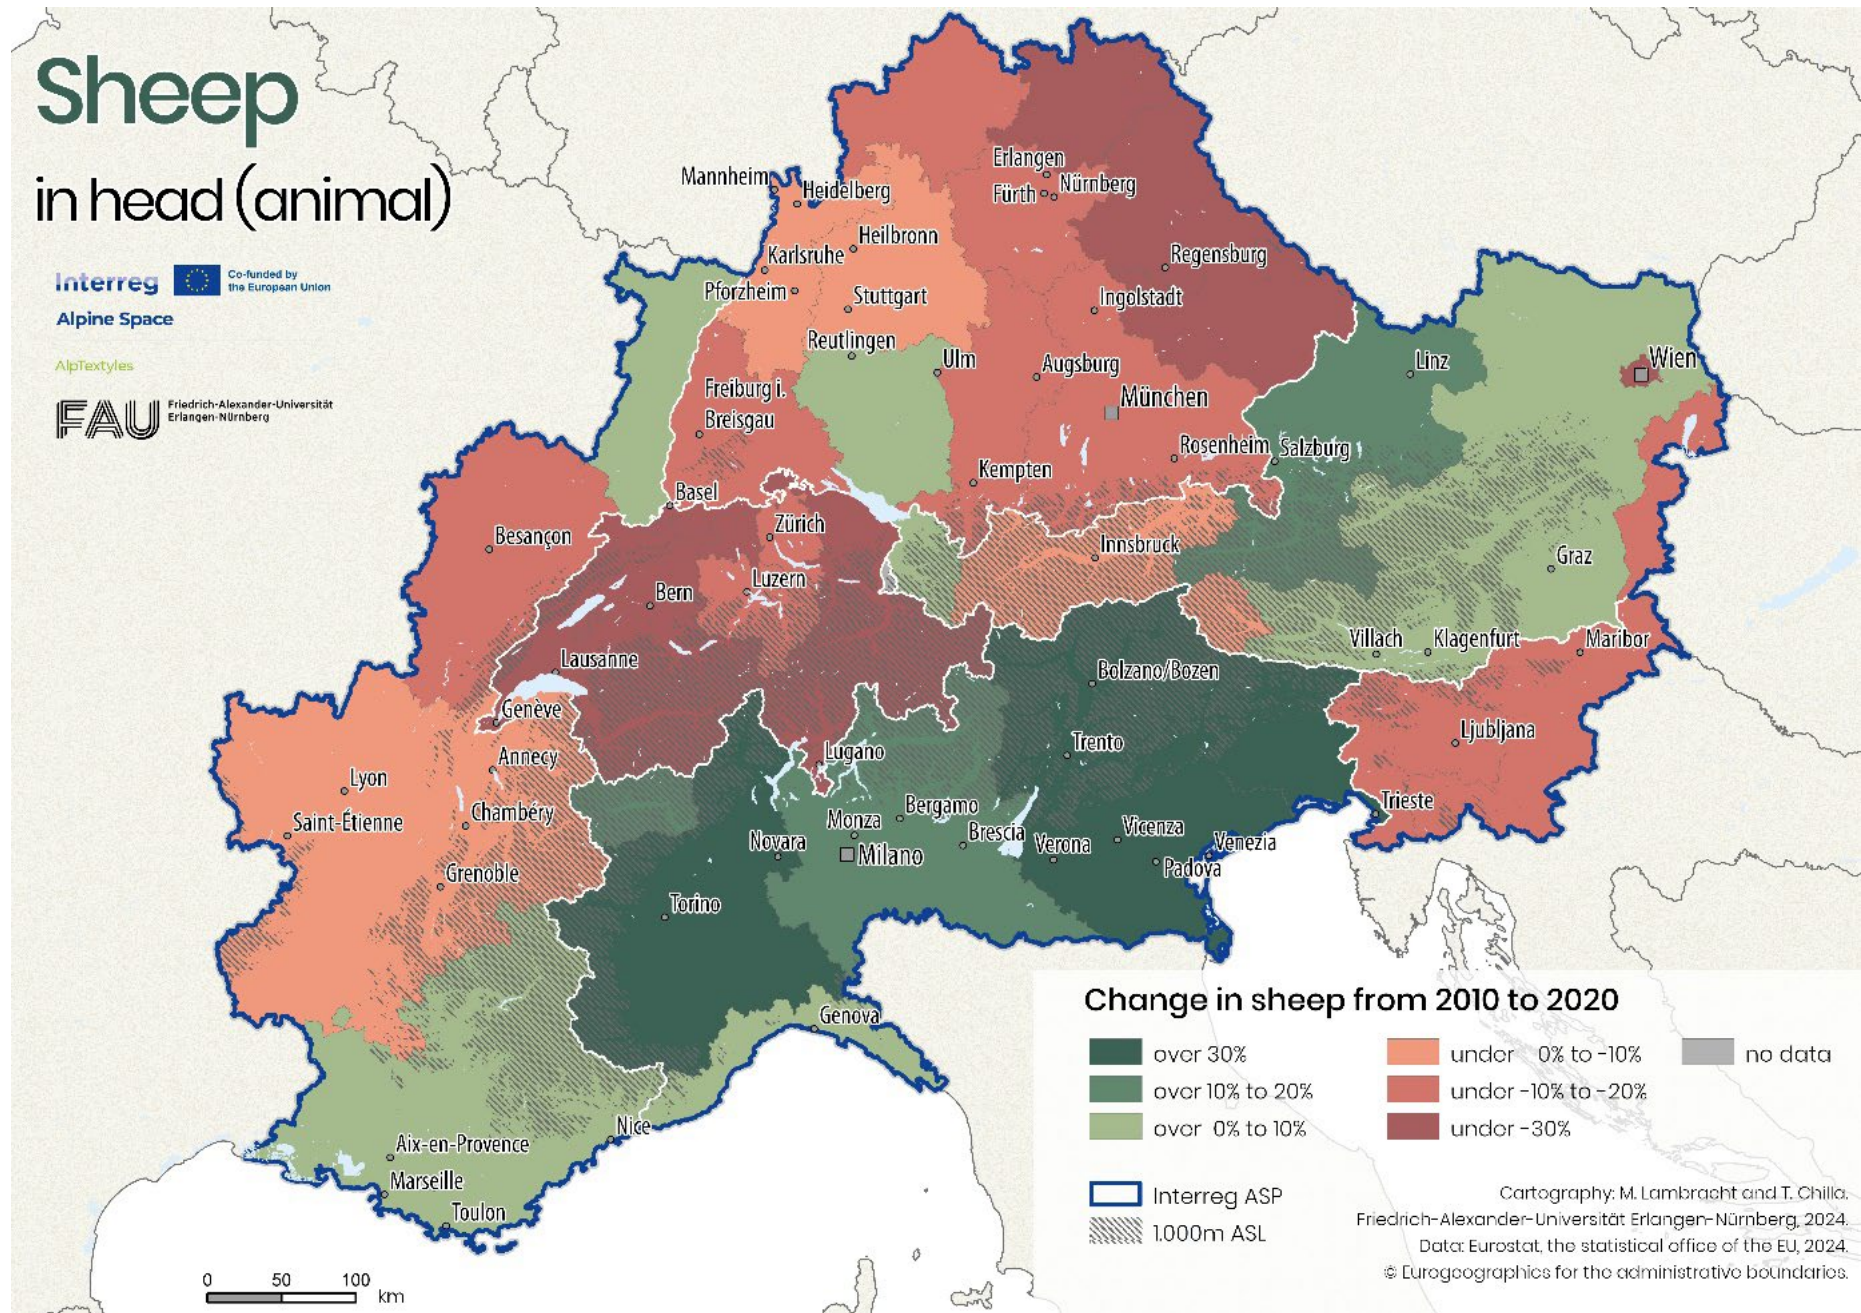 Sheep
in head (animal)
Interreg
Co-funded by
the European Union
Alpine Space
AlpTextyles
FAU
Friedrich-Alexander-Universität
Erlangen-Nürnberg
Mannheim
Heidelberg
Erlangen
Fürth
Nürnberg
Heilbronn
Karlsruhe
Regensburg
Pforzheim
Stuttgart
Ingolstadt
Reutlingen
Ulm
Augsburg
Linz
Wien
Freiburg i.
Breisgau
München
Rosenheim
Salzburg
Kempten
Basel
Zürich
Besançon
Innsbruck
Graz
Luzern
Bern
Villach
Klagenfurt
Maribor
Lausanne
Bolzano/Bozen
Genève
Ljubljana
Trento
Annecy
Lugano
Lyon
Chambéry
Bergamo
Trieste
Saint-Étienne
Monza
Brescia
Vicenza
Novara
Milano
Verona
Venezia
Padova
Grenoble
Torino
Genova
Nice
Aix-en-Provence
Marseille
Toulon
Change in sheep from 2010 to 2020
over 30%
over 10% to 20%
over 0% to 10%
under 0% to -10%
under -10% to -20%
under -30%
no data
Interreg ASP
1.000m ASL
Cartography: M. Lambracht and T. Chilla.
Friedrich-Alexander-Universität Erlangen-Nürnberg, 2024.
Data: Eurostat, the statistical office of the EU, 2024.
© Eurogeographics for the administrative boundaries.
0 50 100
km